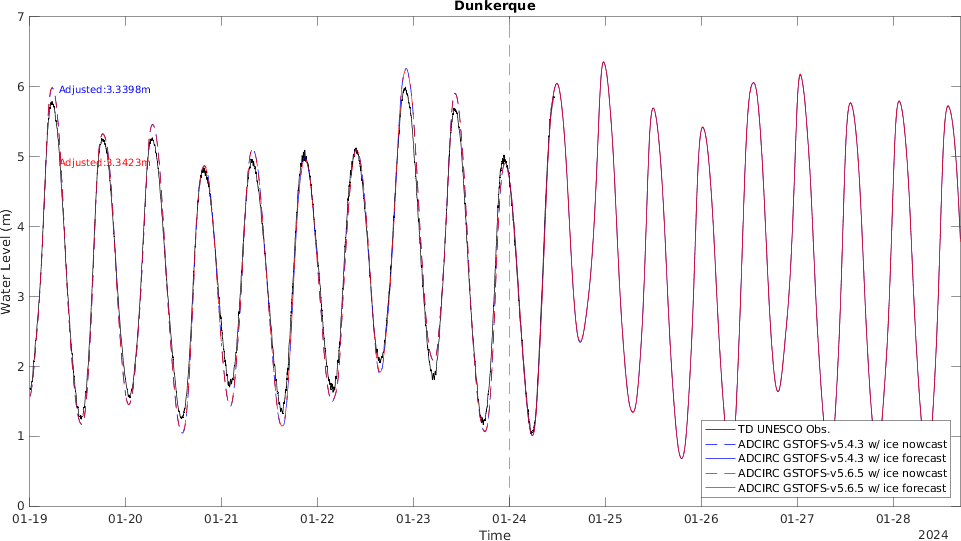 Dunkerque
7
6
5
4
3
2
1
0
Water Level (m)
Adjusted:3.3398m
Adjusted:3.3423m
TD UNESCO Obs.
ADCIRC GSTOFS-v5.4.3 w/ ice nowcast
ADCIRC GSTOFS-v5.4.3 w/ ice forecast
ADCIRC GSTOFS-v5.6.5 w/ ice nowcast
ADCIRC GSTOFS-v5.6.5 w/ ice forecast
01-19 01-20 01-21 01-22 01-23 01-24 01-25 01-26 01-27 01-28
Time
2024